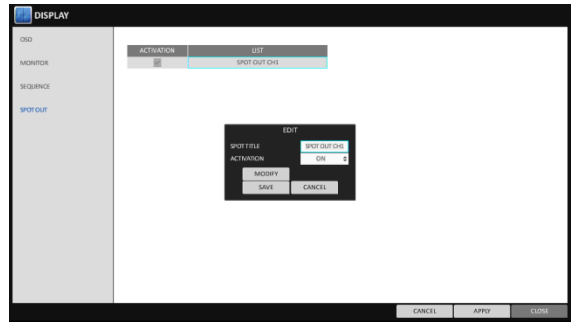 DISPLAY
OSD
MONITOR
SEQUENCE
SPOT OUT
ACTIVATION LIST
SPOT OUT CH1
EDIT
SPOT TITLE SPOT OUT CH1
ACTIVATION ON
MODIFY
SAVE CANCEL
CANCEL APPLY CLOSE